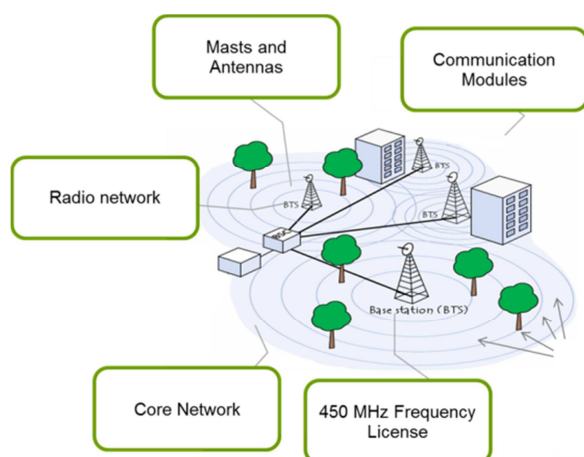 Masts and
Antennas
Communication
Modules
Radio network
BTS
BTS
BTS
Base station (BTS)
Core Network
450 MHz Frequency
License